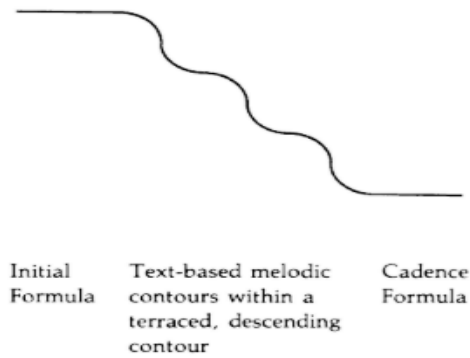 Initial
Formula
Text-based melodic
contours within a
terraced, descending
contour
Cadence
Formula